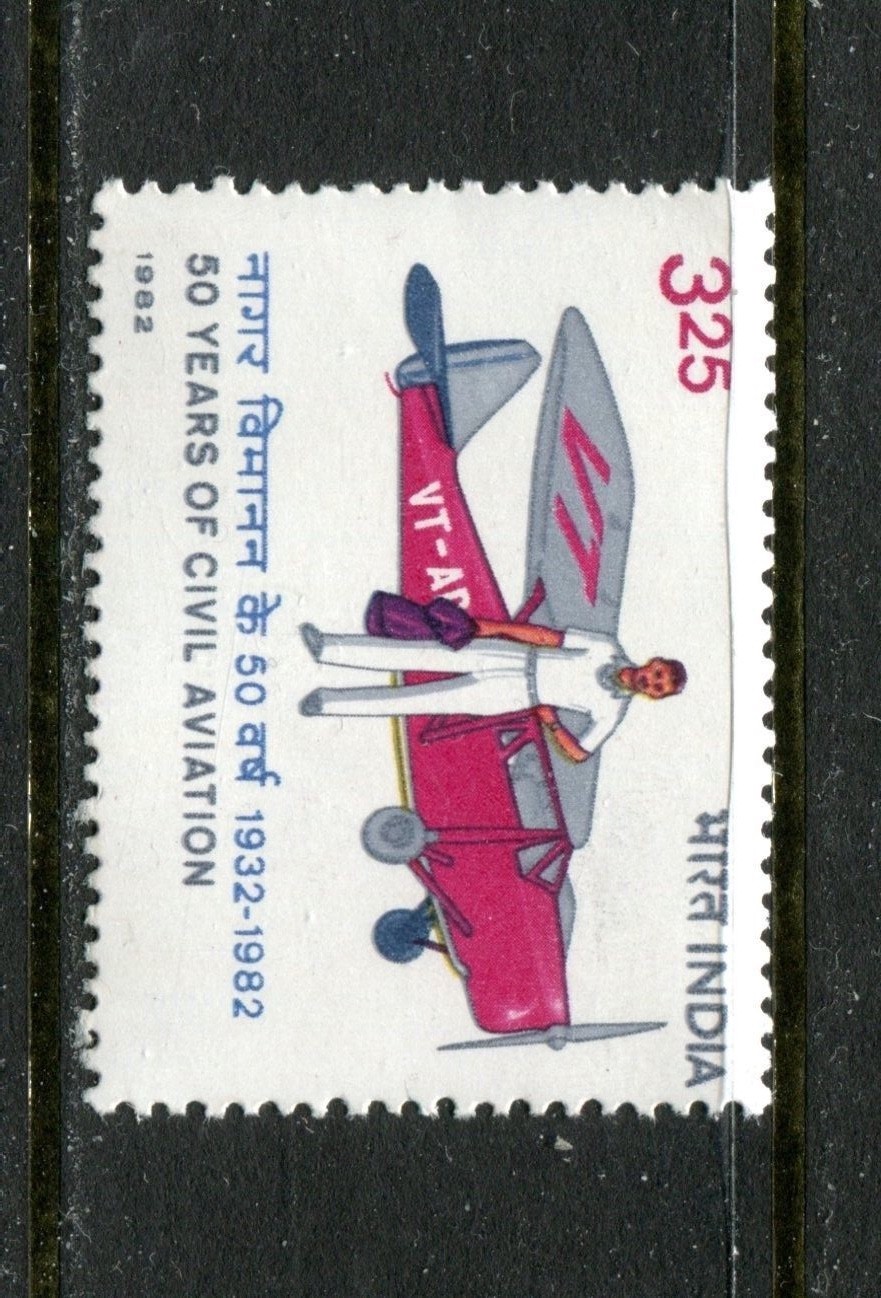 325
भारत INDIA
VT-AD
नागर विमानन के 50 वर्ष 1932-1982
50 YEARS OF CIVIL AVIATION
1982